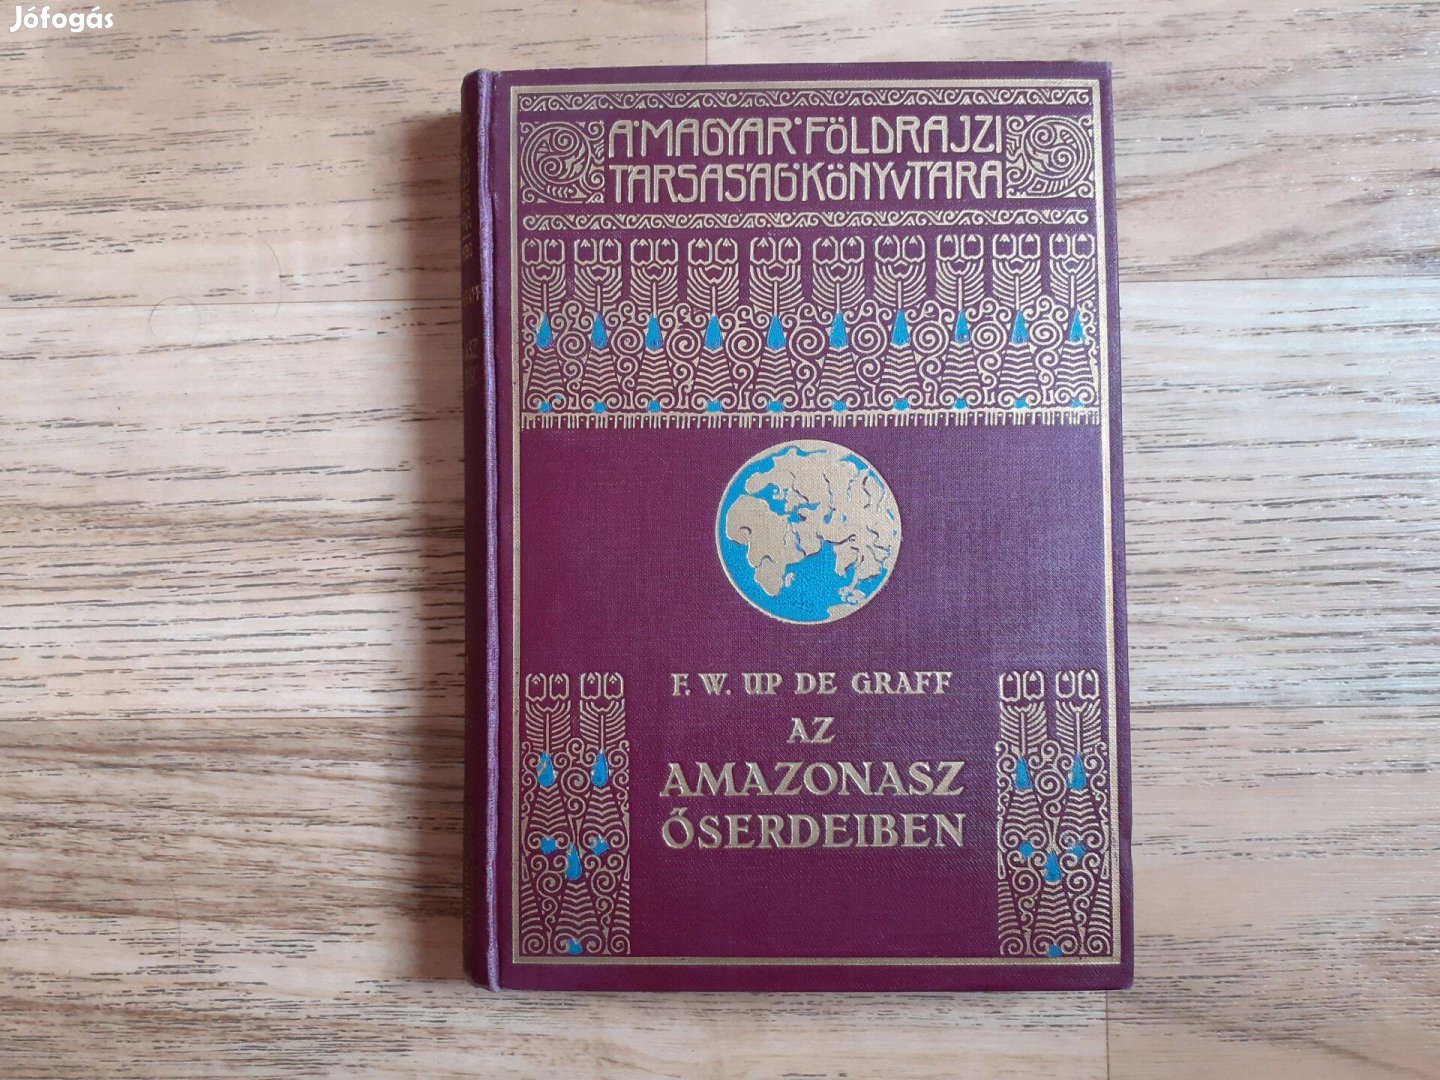 Jófogás
A MAGYAR FÖLDRAJZI
TÁRSASÁG KÖNYVTÁRA
F. W. UP DE GRAFF
AZ
AMAZONASZ
ŐSERDEIBEN